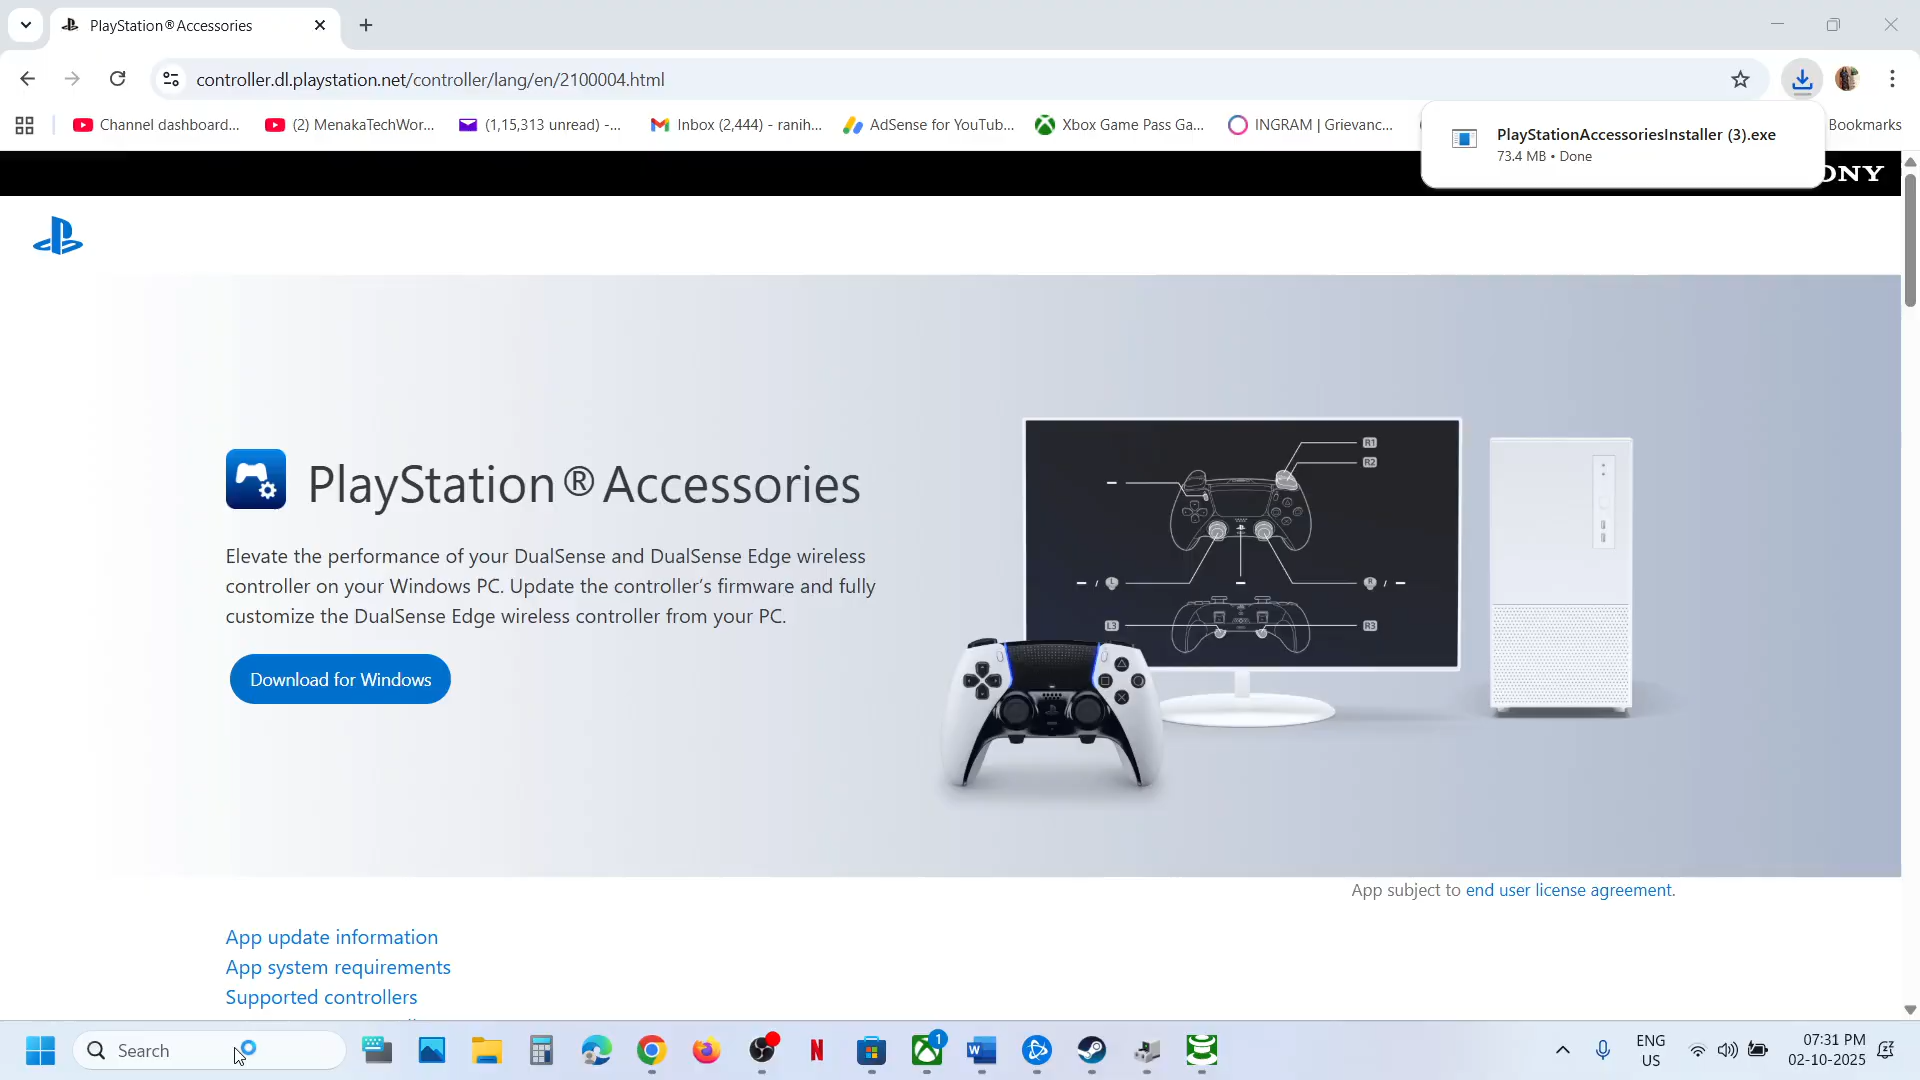 PlayStation®Accessories
controller.dl.playstation.net/controller/lang/en/2100004.html
Channel dashboard...
(2) MenakaTechWor...
(1,15,313 unread) -...
Inbox (2,444) - ranih...
AdSense for YouTub...
Xbox Game Pass Ga...
INGRAM | Grievanc...
Bookmarks
PlayStationAccessoriesInstaller (3).exe
73.4 MB • Done
ONY
PlayStation®Accessories
Elevate the performance of your DualSense and DualSense Edge wireless
controller on your Windows PC. Update the controller's firmware and fully
customize the DualSense Edge wireless controller from your PC.
Download for Windows
R1
R2
L
R
L3
R3
App subject to end user license agreement.
App update information
App system requirements
Supported controllers
Search
1
ENG
US
07:31 PM
02-10-2025